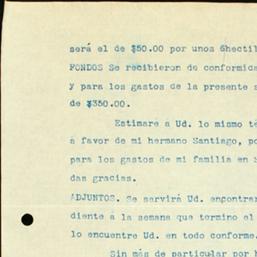 será el de $50.00 por unos 6hectil
FONDOS Se recibieron de conformida
y para los gastos de la presente s
de $350.00.
Estimare a Ud. lo mismo te
a favor de mi hermano Santiago, po
para los gastos de mi familia en S
das gracias.
ADJUNTOS. Se servirá Ud. encontrar
diente a la semana que termino el
lo encuentre Ud. en todo conforme.
Sin más de particular por h